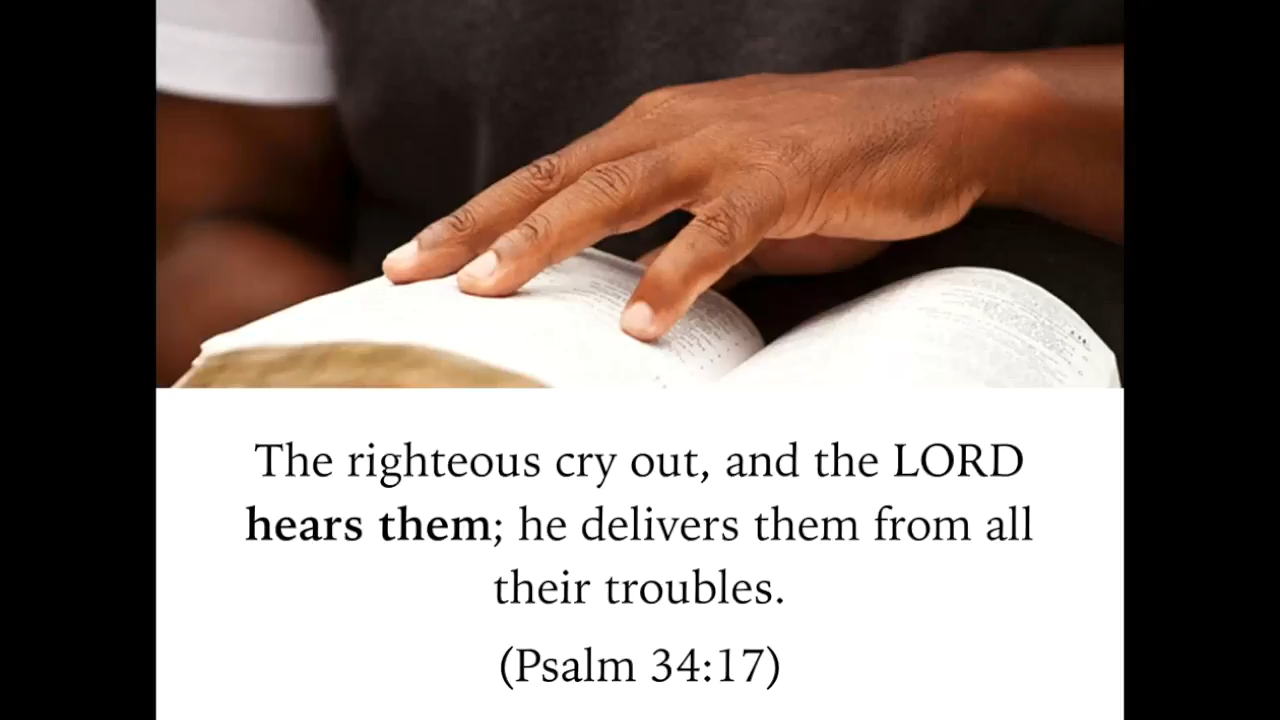 The righteous cry out, and the LORD
hears them; he delivers them from all
their troubles.
(Psalm 34:17)